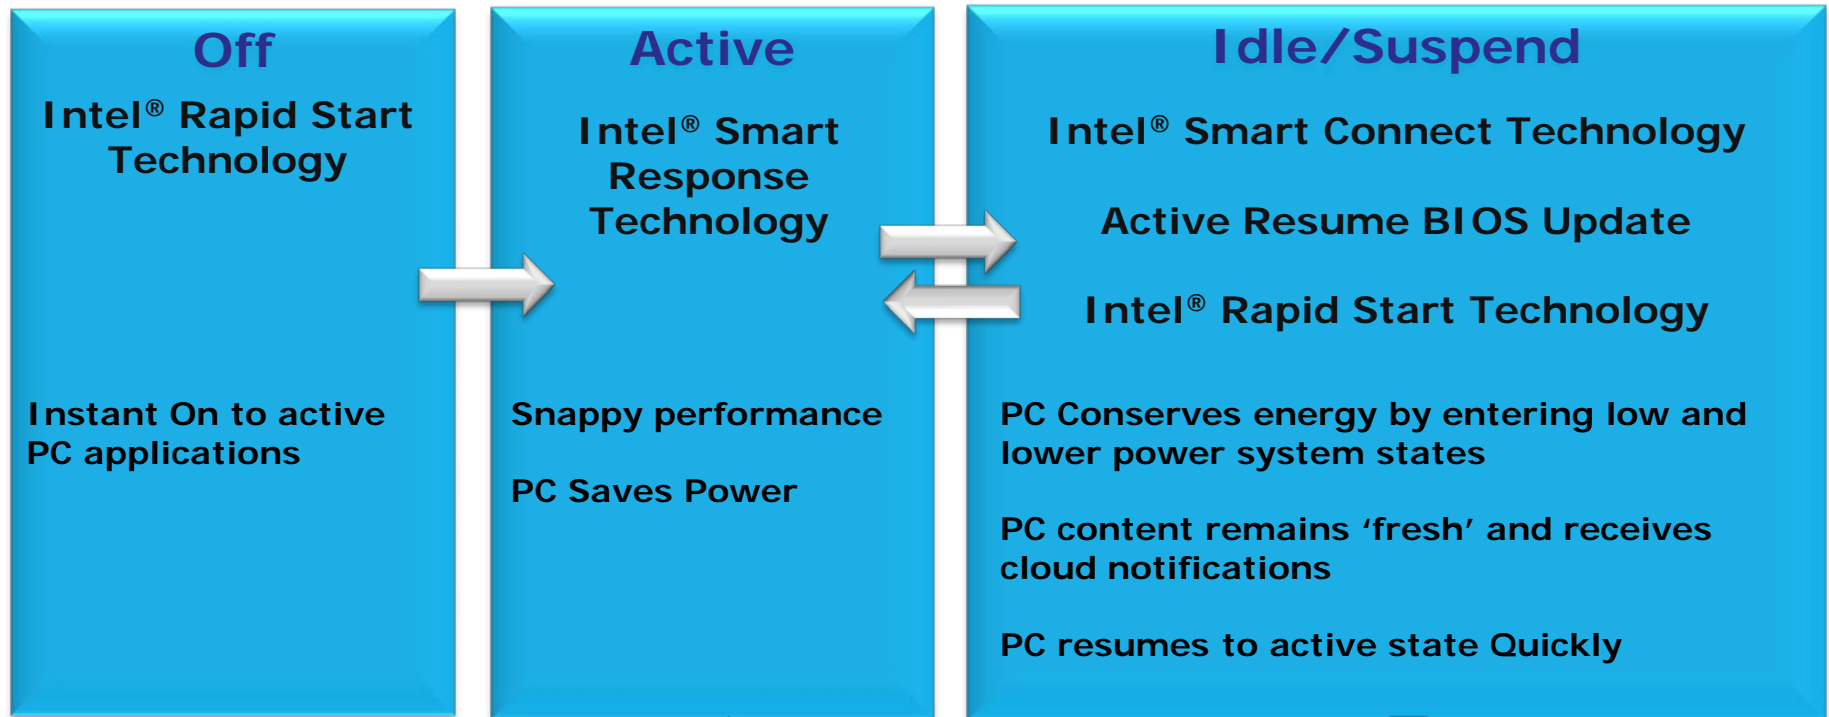 Off
Intel® Rapid Start
Technology
Instant On to active
PC applications
Active
Intel® Smart
Response
Technology
Snappy performance
PC Saves Power
Idle/Suspend
Intel® Smart Connect Technology
Active Resume BIOS Update
Intel® Rapid Start Technology
PC Conserves energy by entering low and
lower power system states
PC content remains ‘fresh’ and receives
cloud notifications
PC resumes to active state Quickly